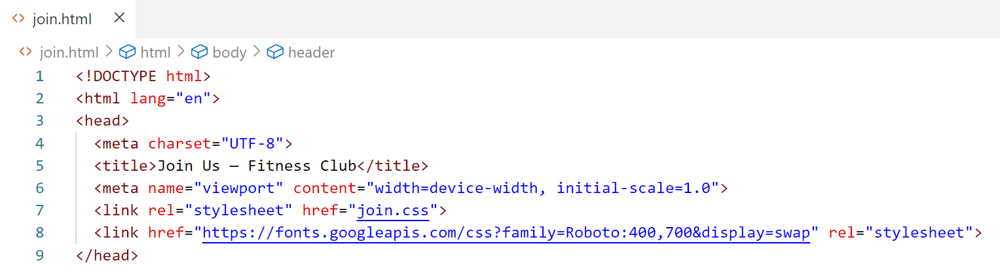 join.html
join.html > html > body > header
1 <!DOCTYPE html>
2 <html lang="en">
3 <head>
4 <meta charset="UTF-8">
5 <title>Join Us – Fitness Club</title>
6 <meta name="viewport" content="width=device-width, initial-scale=1.0">
7 <link rel="stylesheet" href="join.css">
8 <link href="https://fonts.googleapis.com/css?family=Roboto:400,700&display=swap" rel="stylesheet">
9 </head>